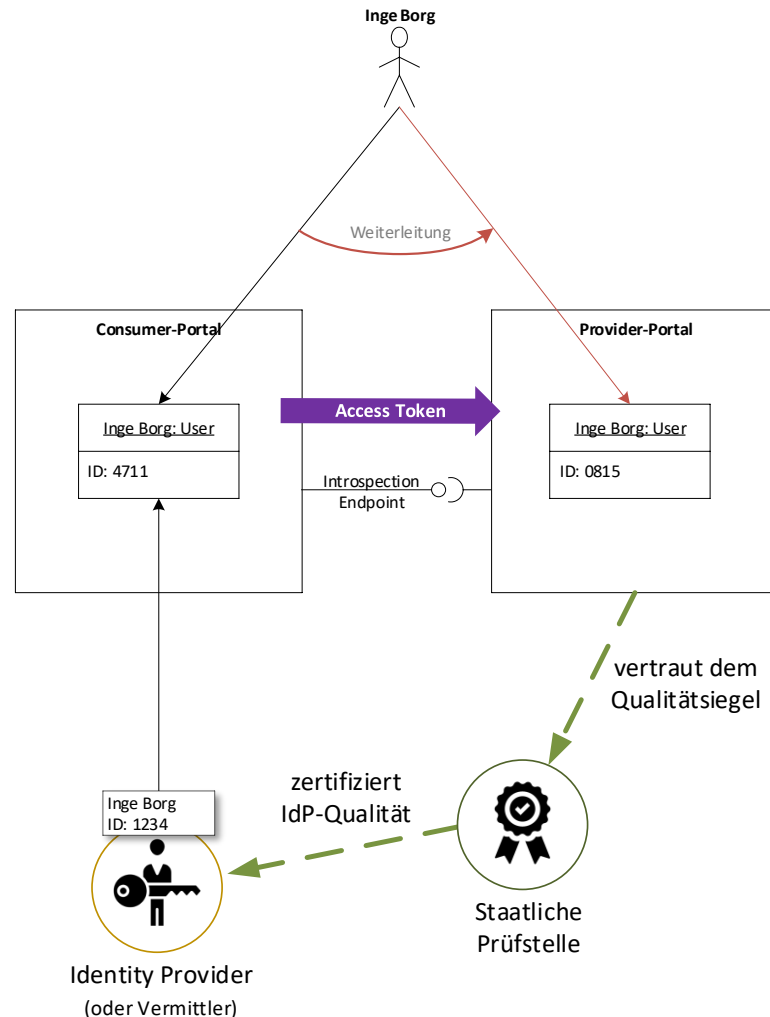 Inge Borg
Weiterleitung
Consumer-Portal
Provider-Portal
Inge Borg: User
ID: 4711
Access Token
Inge Borg: User
ID: 0815
Introspection
Endpoint
vertraut dem
Qualitätsiegel
zertifiziert
IdP-Qualität
Inge Borg
ID: 1234
Staatliche
Prüfstelle
Identity Provider
(oder Vermittler)